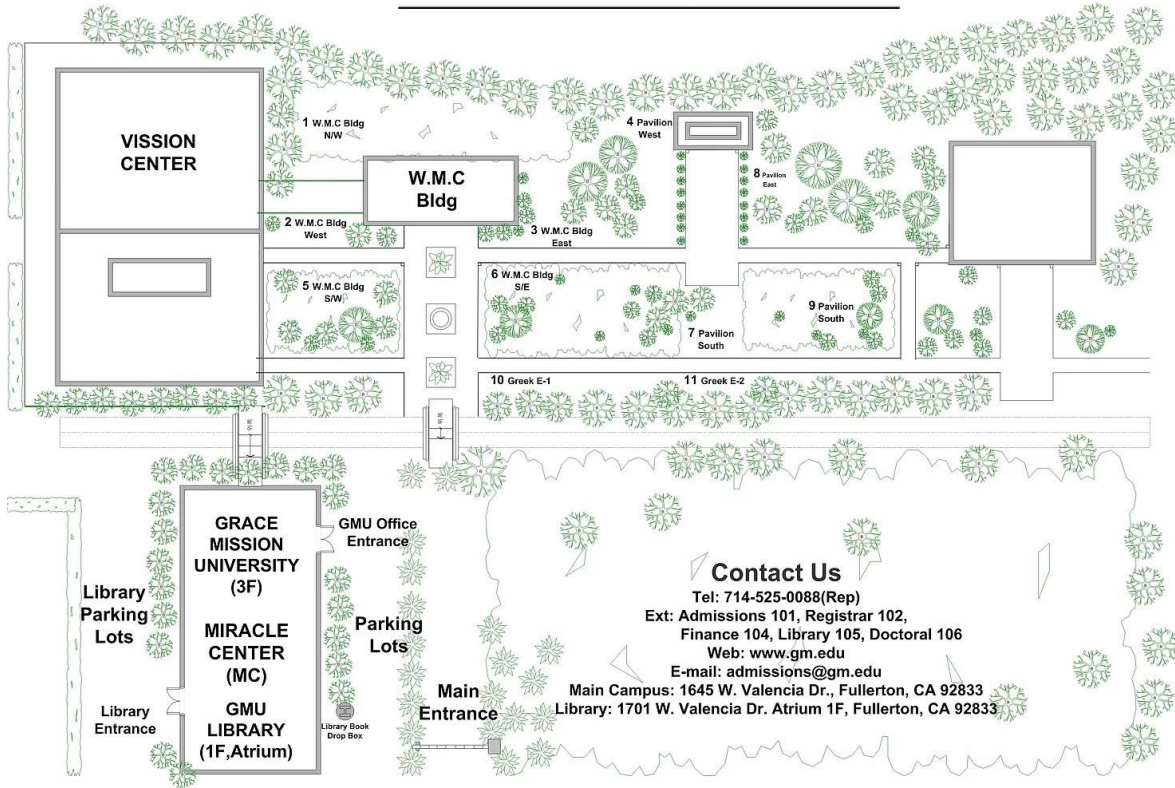 VISSION
CENTER
1 W.M.C Bldg
N/W
W.M.C
Bldg
4 Pavilion
West
8 Pavilion
East
2 W.M.C Bldg
West
3 W.M.C Bldg
East
5 W.M.C Bldg
S/W
6 W.M.C Bldg
S/E
7 Pavilion
South
9 Pavilion
South
10 Greek E-1
11 Greek E-2
GRACE
MISSION
UNIVERSITY
(3F)
MIRACLE
CENTER
(MC)
GMU
LIBRARY
(1F,Atrium)
GMU Office
Entrance
Library
Parking
Lots
Parking
Lots
Library
Entrance
Library Book
Drop Box
Main
Entrance
Contact Us
Tel: 714-525-0088(Rep)
Ext: Admissions 101, Registrar 102,
Finance 104, Library 105, Doctoral 106
Web: www.gm.edu
E-mail: admissions@gm.edu
Main Campus: 1645 W. Valencia Dr., Fullerton, CA 92833
Library: 1701 W. Valencia Dr. Atrium 1F, Fullerton, CA 92833